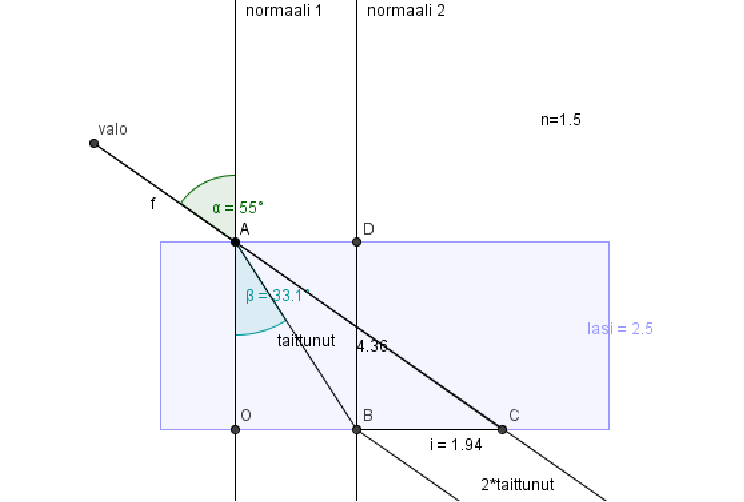 normaali 1
normaali 2
n=1.5
valo
f
α = 55°
A
D
β = 33.1°
lasi = 2.5
taittunut
4.36
O
B
C
i = 1.94
2*taittunut